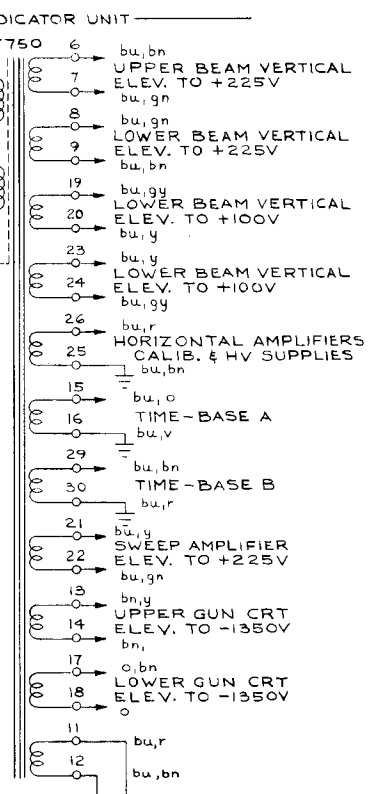 DICATOR UNIT
T750
6 bu,bn
UPPER BEAM VERTICAL
7 ELEV. TO +225V
bu,gn
8 bu,gn
LOWER BEAM VERTICAL
9 ELEV. TO +225V
bu,bn
19 bu,gy
LOWER BEAM VERTICAL
20 ELEV. TO +100V
bu,y
23 bu,y
LOWER BEAM VERTICAL
24 ELEV. TO +100V
bu,gy
26 bu,r
HORIZONTAL AMPLIFIERS
25 CALIB. & HV SUPPLIES
bu,bn
15 bu,o
16 TIME-BASE A
bu,v
29 bu,bn
30 TIME-BASE B
bu,r
21 bu,y
SWEEP AMPLIFIER
22 ELEV. TO +225V
bu,gn
13 bn,y
UPPER GUN CRT
14 ELEV. TO -1350V
bn,
17 o,bn
LOWER GUN CRT
18 ELEV. TO -1350V
o
11 bu,r
12 bu,bn